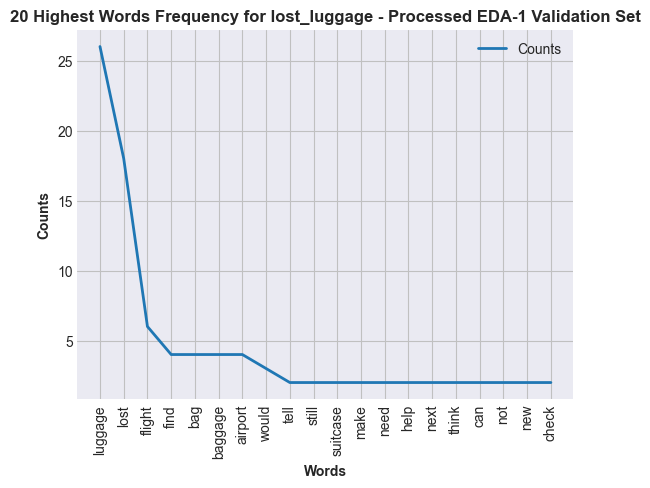 20 Highest Words Frequency for lost_luggage - Processed EDA-1 Validation Set
Counts
25
20
15
10
5
Counts
luggage
lost
flight
find
bag
baggage
airport
would
tell
still
suitcase
make
need
help
next
think
can
not
new
check
Words